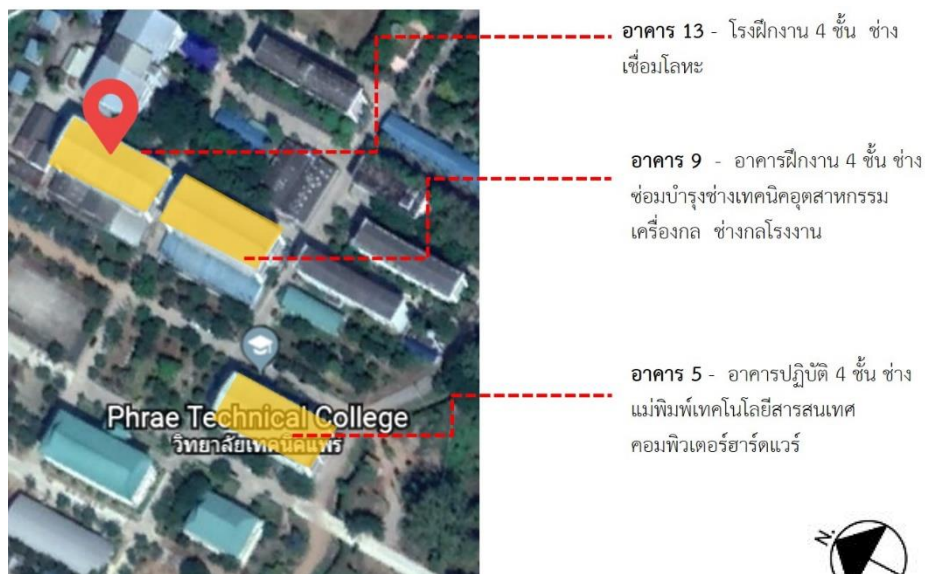 อาคาร 13 - โรงฝึกงาน 4 ชั้น ช่าง
เชื่อมโลหะ
อาคาร 9 - อาคารฝึกงาน 4 ชั้น ช่าง
ซ่อมบำรุงช่างเทคนิคอุตสาหกรรม
เครื่องกล ช่างกลโรงงาน
อาคาร 5 - อาคารปฏิบัติ 4 ชั้น ช่าง
แม่พิมพ์เทคโนโลยีสารสนเทศ
คอมพิวเตอร์ฮาร์ดแวร์
Phrae Technical College
วิทยาลัยเทคนิคแพร่
N.